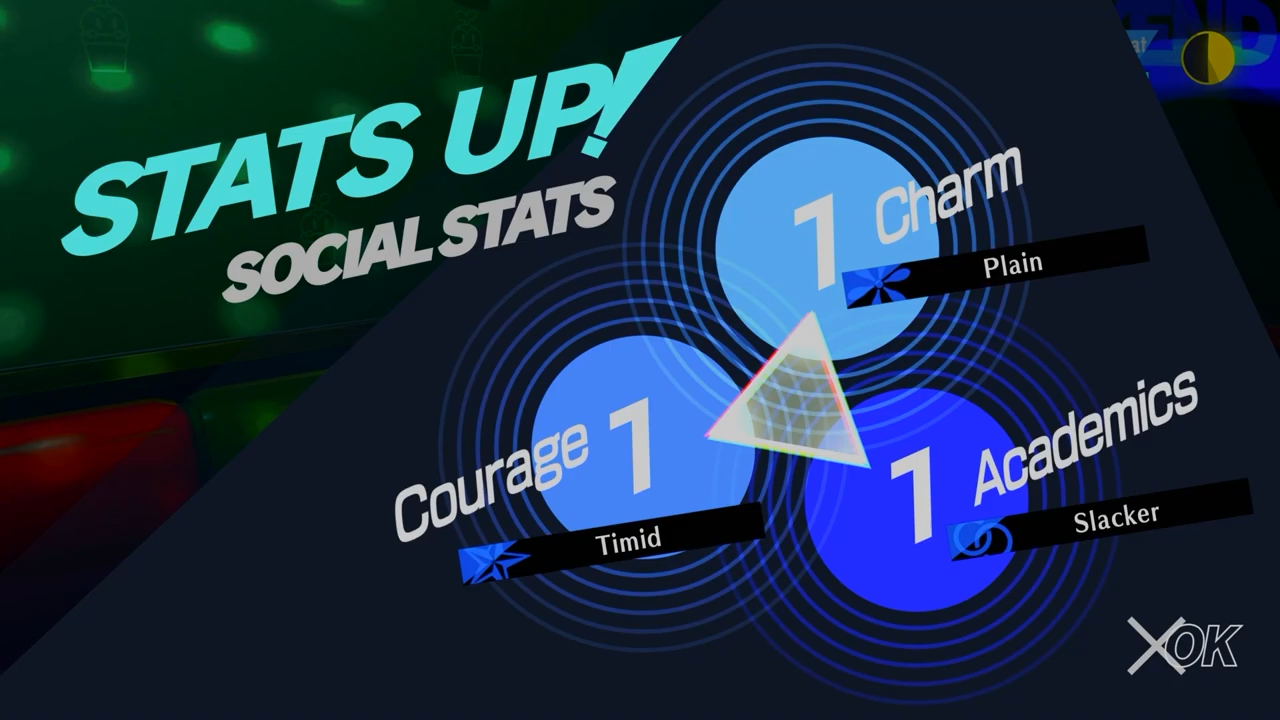 STATS UP!
SOCIAL STATS
1 Charm
Plain
Courage 1
Timid
1 Academics
Slacker
OK